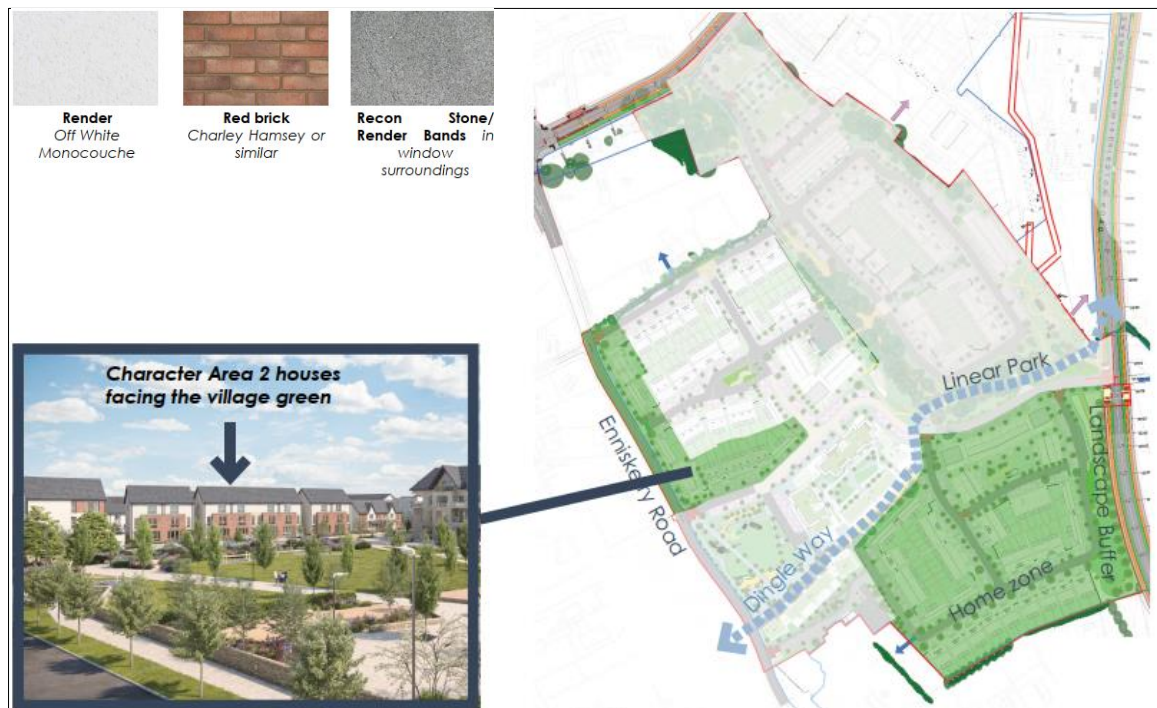 Render
Off White
Monocouche
Red brick
Charley Hamsey or
similar
Recon Stone/
Render Bands in
window
surroundings
Character Area 2 houses
facing the village green
Enniskerry Road
Dingle Way
Linear Park
Landscape Buffer
Home zone